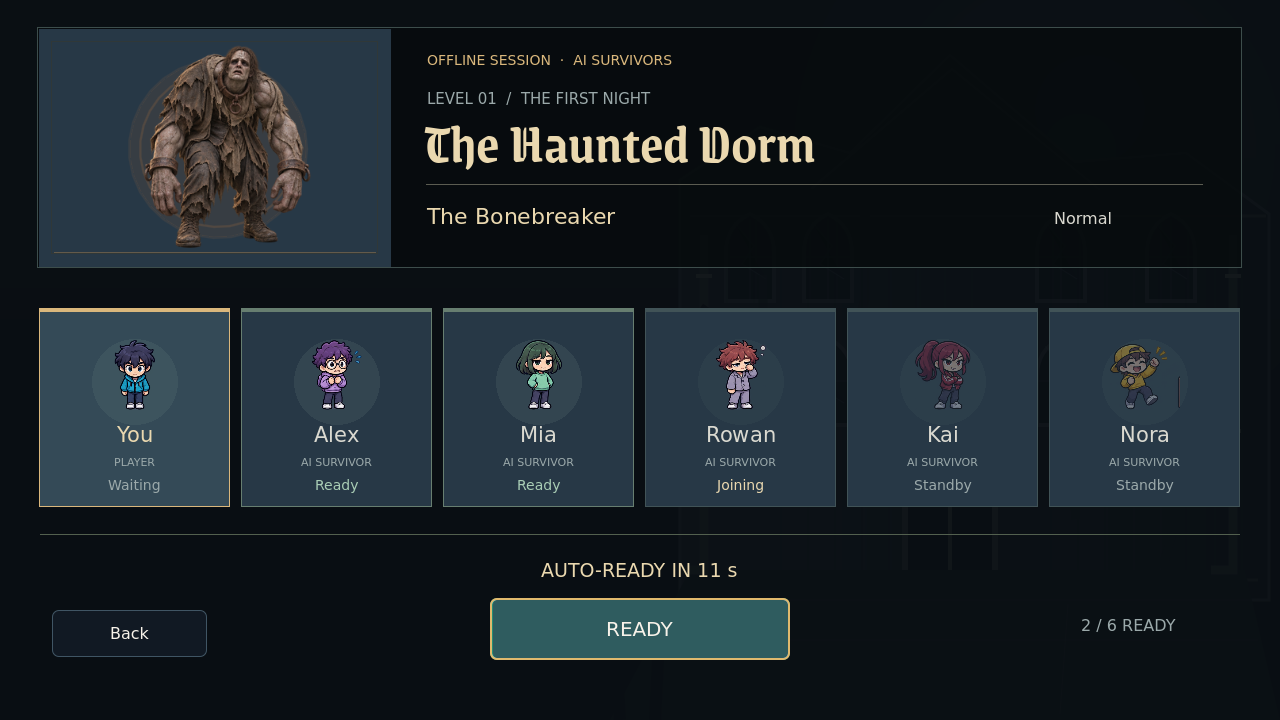 OFFLINE SESSION · AI SURVIVORS
LEVEL 01 / THE FIRST NIGHT
The Haunted Dorm
The Bonebreaker
Normal
You
PLAYER
Waiting
Alex
AI SURVIVOR
Ready
Mia
AI SURVIVOR
Ready
Rowan
AI SURVIVOR
Joining
Kai
AI SURVIVOR
Standby
Nora
AI SURVIVOR
Standby
AUTO-READY IN 11 s
Back
READY
2 / 6 READY